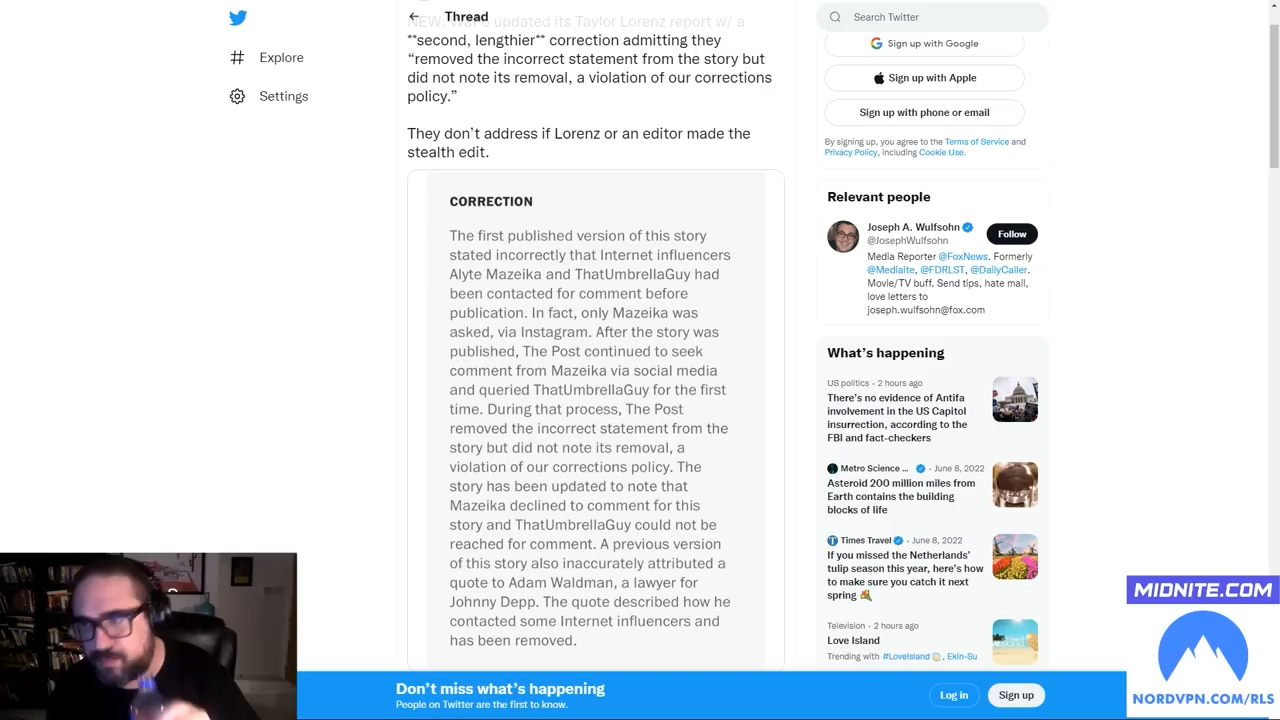 Explore
Settings
Thread
NEW: WaPo updated its Taylor Lorenz report w/ a
**second, lengthier** correction admitting they
“removed the incorrect statement from the story but
did not note its removal, a violation of our corrections
policy.”
They don’t address if Lorenz or an editor made the
stealth edit.
CORRECTION
The first published version of this story
stated incorrectly that Internet influencers
Alyte Mazeika and ThatUmbrellaGuy had
been contacted for comment before
publication. In fact, only Mazeika was
asked, via Instagram. After the story was
published, The Post continued to seek
comment from Mazeika via social media
and queried ThatUmbrellaGuy for the first
time. During that process, The Post
removed the incorrect statement from the
story but did not note its removal, a
violation of our corrections policy. The
story has been updated to note that
Mazeika declined to comment for this
story and ThatUmbrellaGuy could not be
reached for comment. A previous version
of this story also inaccurately attributed a
quote to Adam Waldman, a lawyer for
Johnny Depp. The quote described how he
contacted some Internet influencers and
has been removed.
Search Twitter
Sign up with Google
Sign up with Apple
Sign up with phone or email
By signing up, you agree to the Terms of Service and
Privacy Policy, including Cookie Use.
Relevant people
Joseph A. Wulfsohn
@JosephWulfsohn
Follow
Media Reporter @FoxNews. Formerly
@Mediaite, @FDRLST, @DailyCaller.
Movie/TV buff. Send tips, hate mail,
love letters to
joseph.wulfsohn@fox.com
What’s happening
US politics · 2 hours ago
There’s no evidence of Antifa
involvement in the US Capitol
insurrection, according to the
FBI and fact-checkers
Metro Science ... · June 8, 2022
Asteroid 200 million miles from
Earth contains the building
blocks of life
Times Travel · June 8, 2022
If you missed the Netherlands’
tulip season this year, here’s how
to make sure you catch it next
spring
Television · 2 hours ago
Love Island
Trending with #LoveIsland, Ekin-Su
Don’t miss what’s happening
People on Twitter are the first to know.
Log in
Sign up
MIDNITE.COM
NORDVPN.COM/RLS